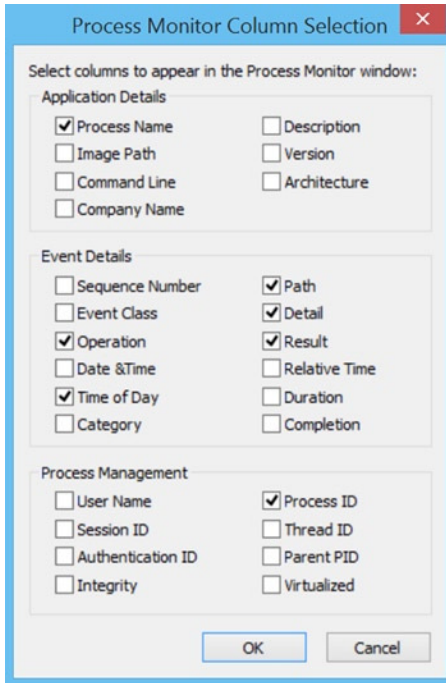 Process Monitor Column Selection
Select columns to appear in the Process Monitor window:
Application Details
Process Name Description
Image Path Version
Command Line Architecture
Company Name
Event Details
Sequence Number Path
Event Class Detail
Operation Result
Date &Time Relative Time
Time of Day Duration
Category Completion
Process Management
User Name Process ID
Session ID Thread ID
Authentication ID Parent PID
Integrity Virtualized
OK Cancel